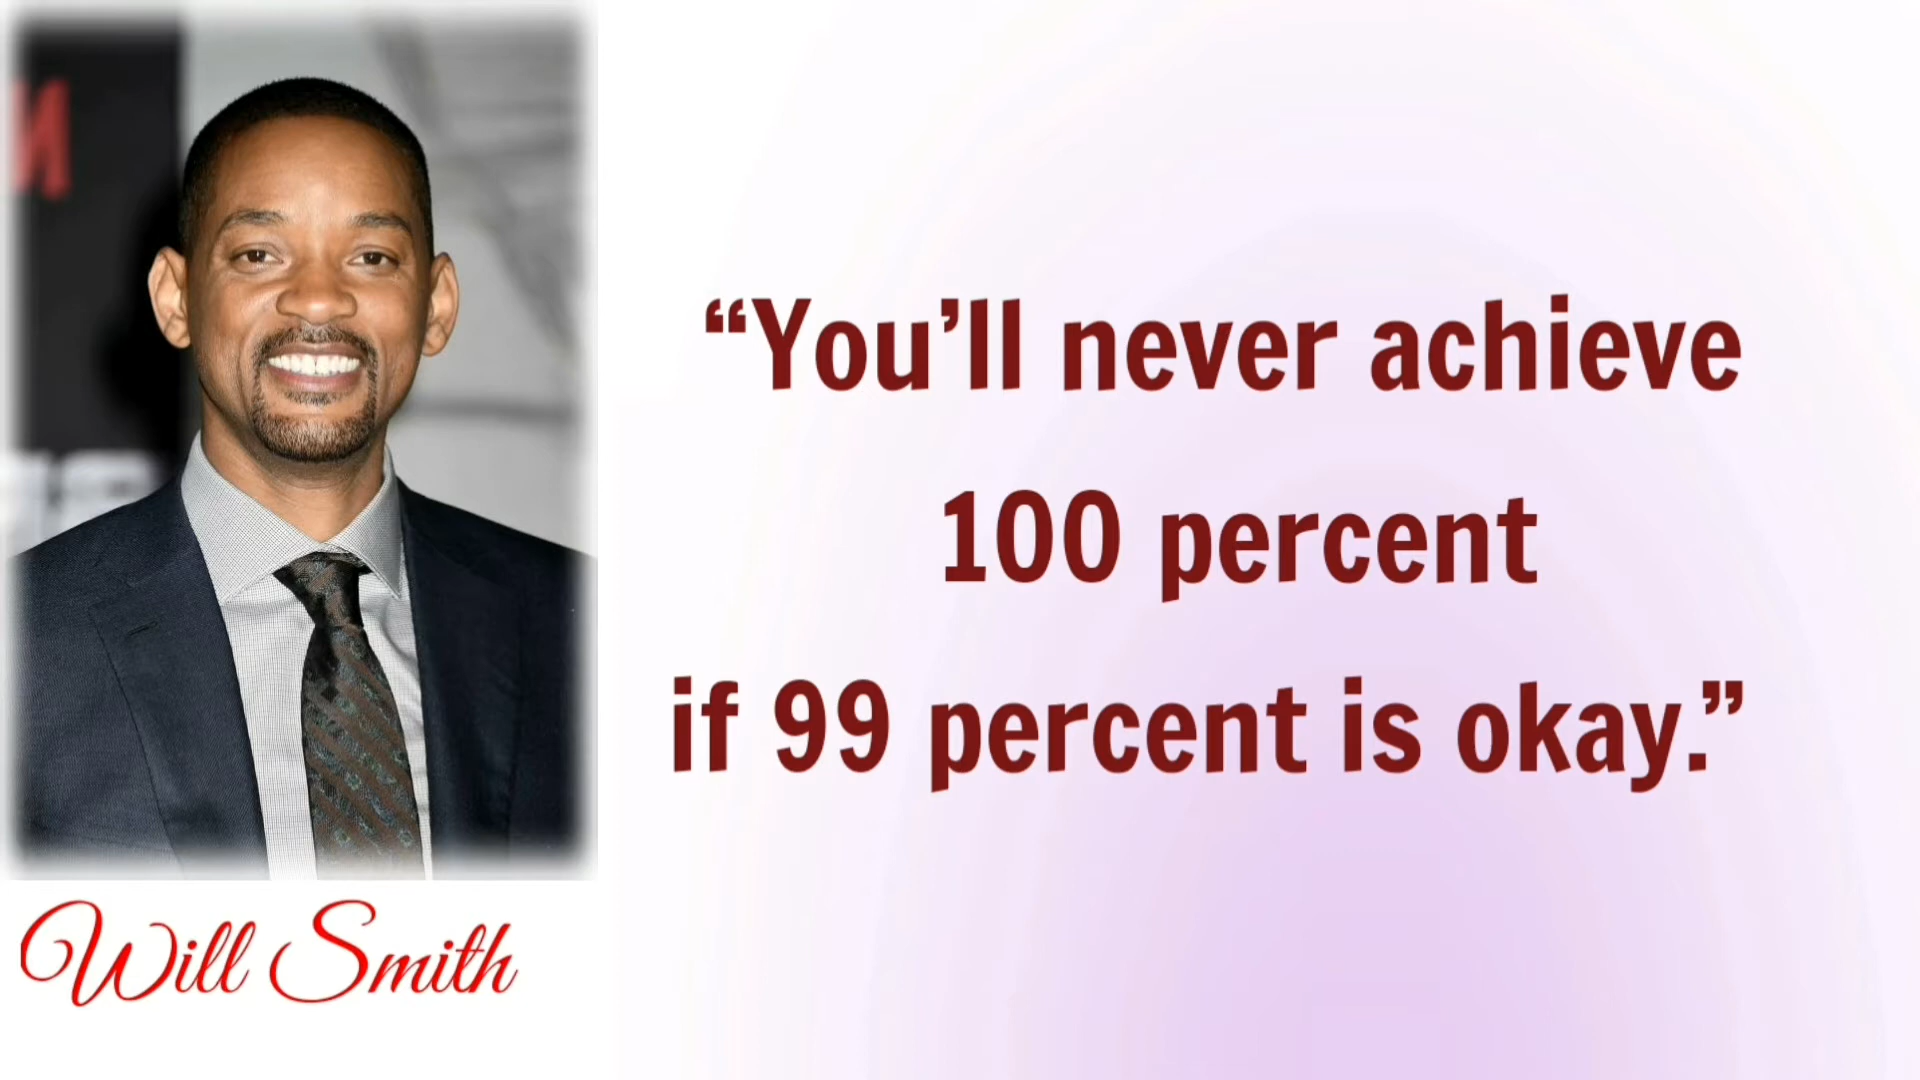 “You’ll never achieve
100 percent
if 99 percent is okay.”
Will Smith